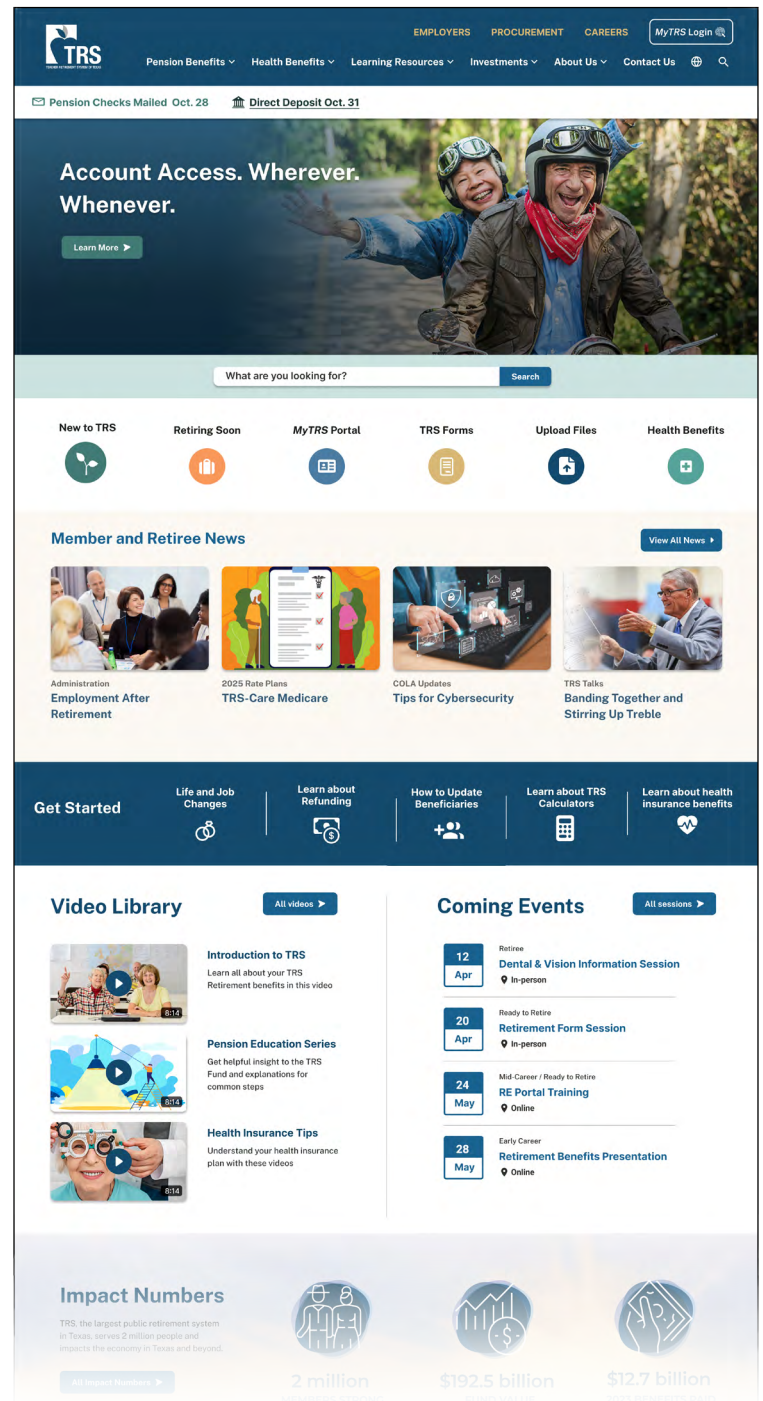 EMPLOYERS PROCUREMENT CAREERS MyTRS Login
TRS
Pension Benefits Health Benefits Learning Resources Investments About Us Contact Us
Pension Checks Mailed Oct. 28 Direct Deposit Oct. 31
Account Access. Wherever.
Whenever.
Learn More
What are you looking for? Search
New to TRS Retiring Soon MyTRS Portal TRS Forms Upload Files Health Benefits
Member and Retiree News
View All News
Administration
Employment After
Retirement
2025 Rate Plans
TRS-Care Medicare
COLA Updates
Tips for Cybersecurity
TRS Talks
Banding Together and
Stirring Up Treble
Get Started
Life and Job
Changes
Learn about
Refunding
How to Update
Beneficiaries
Learn about TRS
Calculators
Learn about health
insurance benefits
Video Library
All videos
8:14
Introduction to TRS
Learn all about your TRS
Retirement benefits in this video
8:14
Pension Education Series
Get helpful insight to the TRS
Fund and explanations for
common steps
8:14
Health Insurance Tips
Understand your health insurance
plan with these videos
Coming Events
All sessions
12
Apr
Retiree
Dental & Vision Information Session
In-person
20
Apr
Ready to Retire
Retirement Form Session
In-person
24
May
Mid-Career / Ready to Retire
RE Portal Training
Online
28
May
Early Career
Retirement Benefits Presentation
Online
Impact Numbers
TRS, the largest public retirement system
in Texas, serves 2 million people and
impacts the economy in Texas and beyond.
All Impact Numbers
2 million
$192.5 billion
$12.7 billion